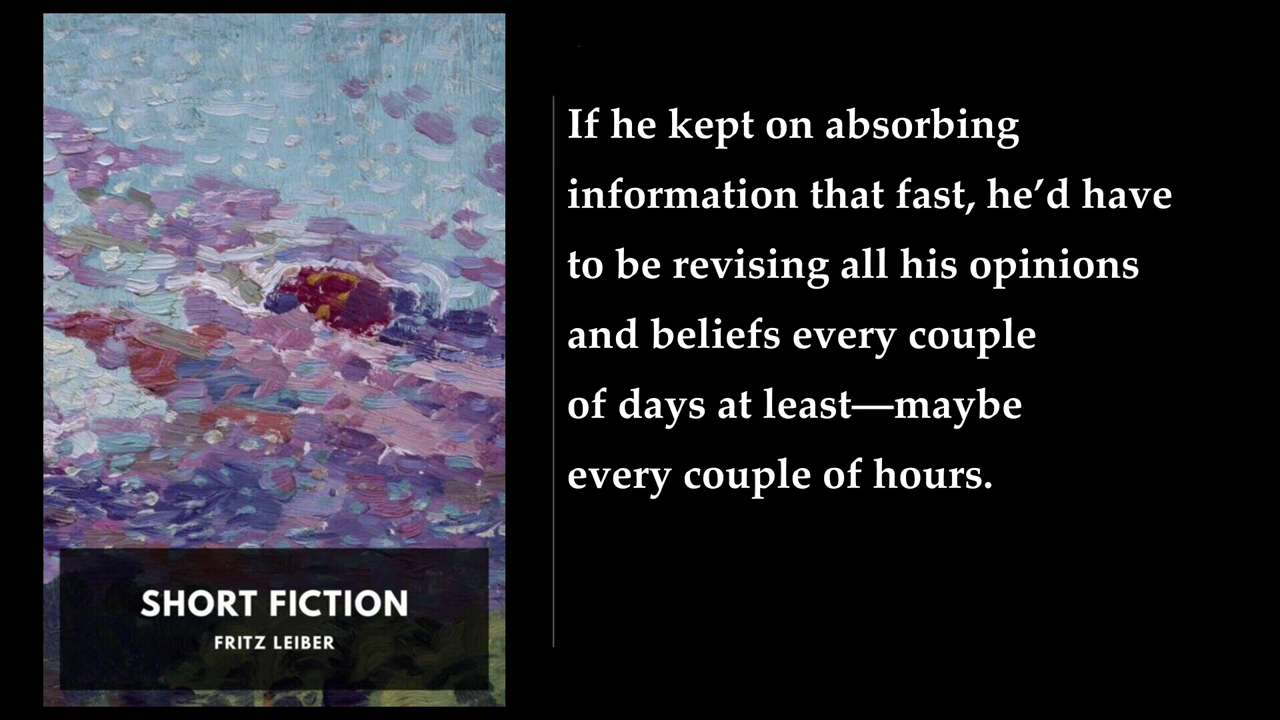 If he kept on absorbing
information that fast, he’d have
to be revising all his opinions
and beliefs every couple
of days at least—maybe
every couple of hours.
SHORT FICTION
FRITZ LEIBER